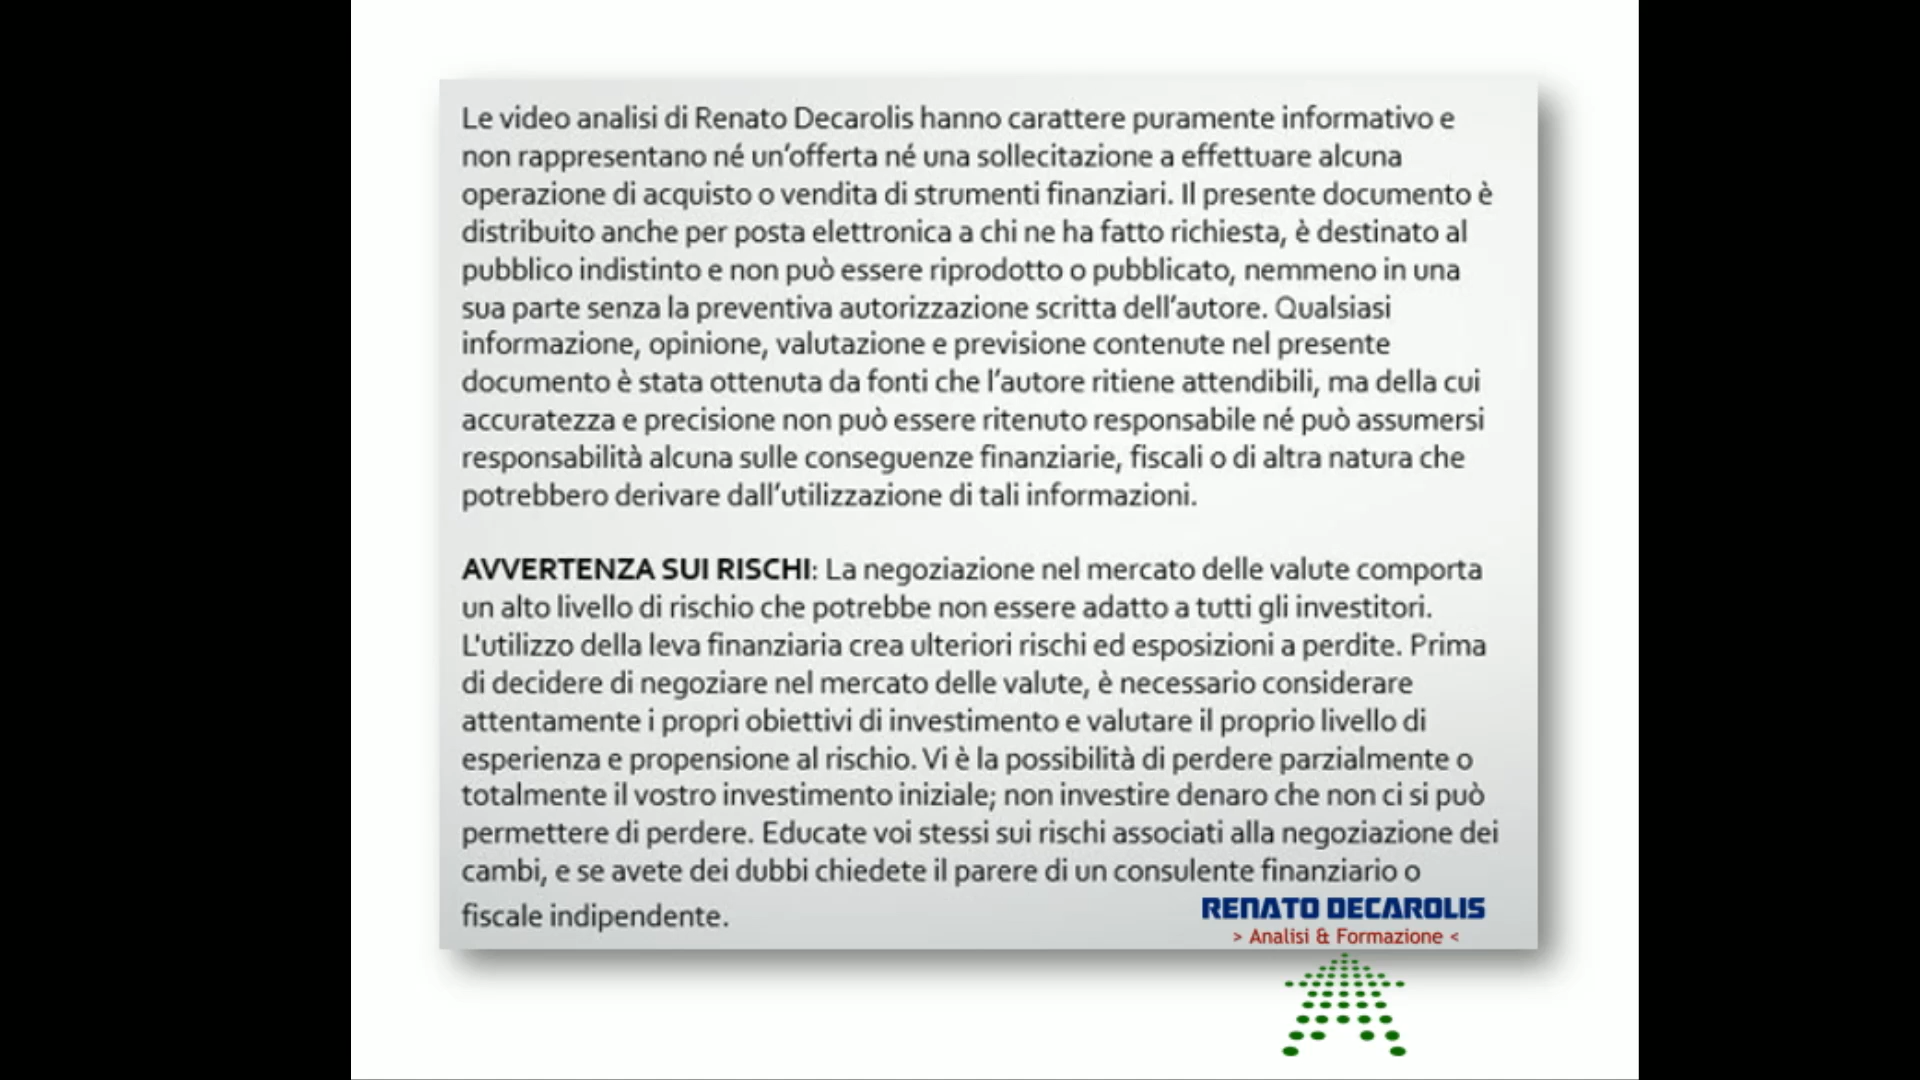 Le video analisi di Renato Decarolis hanno carattere puramente informativo e
non rappresentano né un’offerta né una sollecitazione a effettuare alcuna
operazione di acquisto o vendita di strumenti finanziari. Il presente documento è
distribuito anche per posta elettronica a chi ne ha fatto richiesta, è destinato al
pubblico indistinto e non può essere riprodotto o pubblicato, nemmeno in una
sua parte senza la preventiva autorizzazione scritta dell’autore. Qualsiasi
informazione, opinione, valutazione e previsione contenute nel presente
documento è stata ottenuta da fonti che l’autore ritiene attendibili, ma della cui
accuratezza e precisione non può essere ritenuto responsabile né può assumersi
responsabilità alcuna sulle conseguenze finanziarie, fiscali o di altra natura che
potrebbero derivare dall’utilizzazione di tali informazioni.
AVVERTENZA SUI RISCHI: La negoziazione nel mercato delle valute comporta
un alto livello di rischio che potrebbe non essere adatto a tutti gli investitori.
L'utilizzo della leva finanziaria crea ulteriori rischi ed esposizioni a perdite. Prima
di decidere di negoziare nel mercato delle valute, è necessario considerare
attentamente i propri obiettivi di investimento e valutare il proprio livello di
esperienza e propensione al rischio. Vi è la possibilità di perdere parzialmente o
totalmente il vostro investimento iniziale; non investire denaro che non ci si può
permettere di perdere. Educate voi stessi sui rischi associati alla negoziazione dei
cambi, e se avete dei dubbi chiedete il parere di un consulente finanziario o
fiscale indipendente.
RENATO DECAROLIS
> Analisi & Formazione <